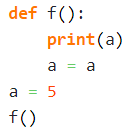 def f():
    print(a)
    a = a
a = 5
f()